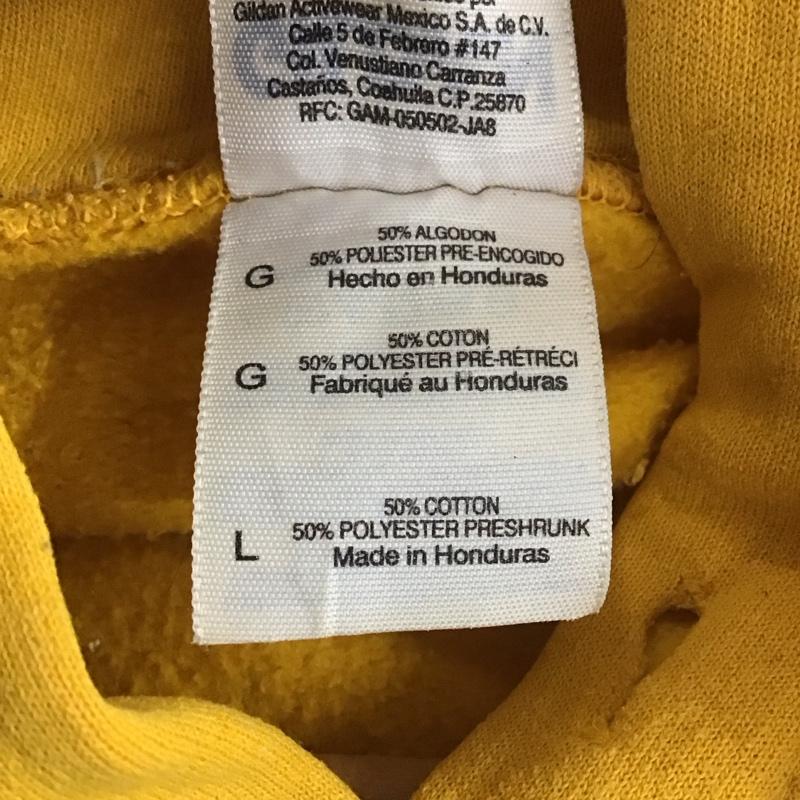 Gildan Activewear Mexico S.A. de C.V.
Calle 5 de Febrero #147
Col. Venustiano Carranza
Castaños, Coahuila C.P.25870
RFC: GAM-050502-JA8
50% ALGODON
G 50% POLIESTER PRE-ENCOGIDO
Hecho en Honduras
50% COTON
G 50% POLYESTER PRÉ-RÉTRÉCI
Fabriqué au Honduras
50% COTTON
L 50% POLYESTER PRESHRUNK
Made in Honduras